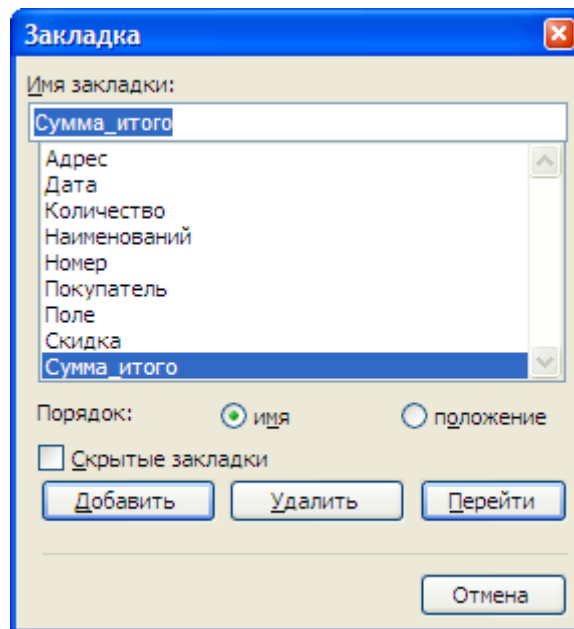 Закладка
Имя закладки:
Сумма_итого
Адрес
Дата
Количество
Наименований
Номер
Покупатель
Поле
Скидка
Сумма_итого
Порядок: имя положение
Скрытые закладки
Добавить Удалить Перейти
Отмена